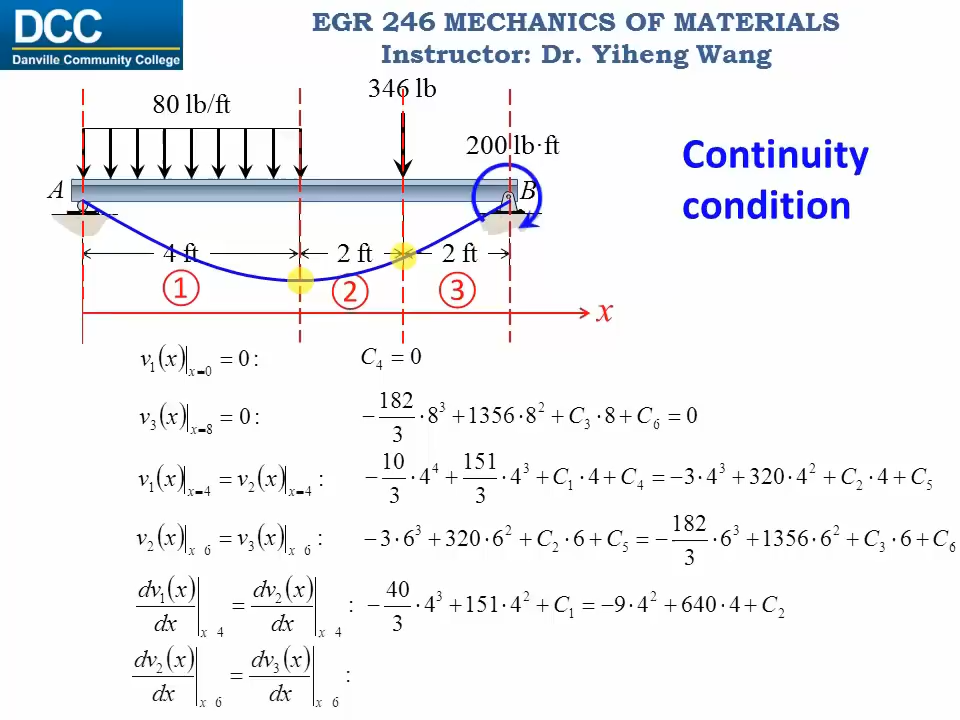 DCC
Danville Community College
EGR 246 MECHANICS OF MATERIALS
Instructor: Dr. Yiheng Wang
80 lb/ft
346 lb
200 lb·ft
A
B
Continuity
condition
4 ft
2 ft
2 ft
① ② ③
x
v₁(x)|ₓ₌₀ = 0 : C₄ = 0
v₃(x)|ₓ₌₈ = 0 : −182/3 · 8³ + 1356 · 8² + C₃ · 8 + C₆ = 0
v₁(x)|ₓ₌₄ = v₂(x)|ₓ₌₄ : −10/3 · 4⁴ + 151/3 · 4³ + C₁ · 4 + C₄ = −3 · 4³ + 320 · 4² + C₂ · 4 + C₅
v₂(x)|ₓ ₆ = v₃(x)|ₓ ₆ : −3 · 6³ + 320 · 6² + C₂ · 6 + C₅ = −182/3 · 6³ + 1356 · 6² + C₃ · 6 + C₆
dv₁(x)/dx|ₓ ₄ = dv₂(x)/dx|ₓ ₄ : −40/3 · 4³ + 151 · 4² + C₁ = −9 · 4² + 640 · 4 + C₂
dv₂(x)/dx|ₓ ₆ = dv₃(x)/dx|ₓ ₆ :